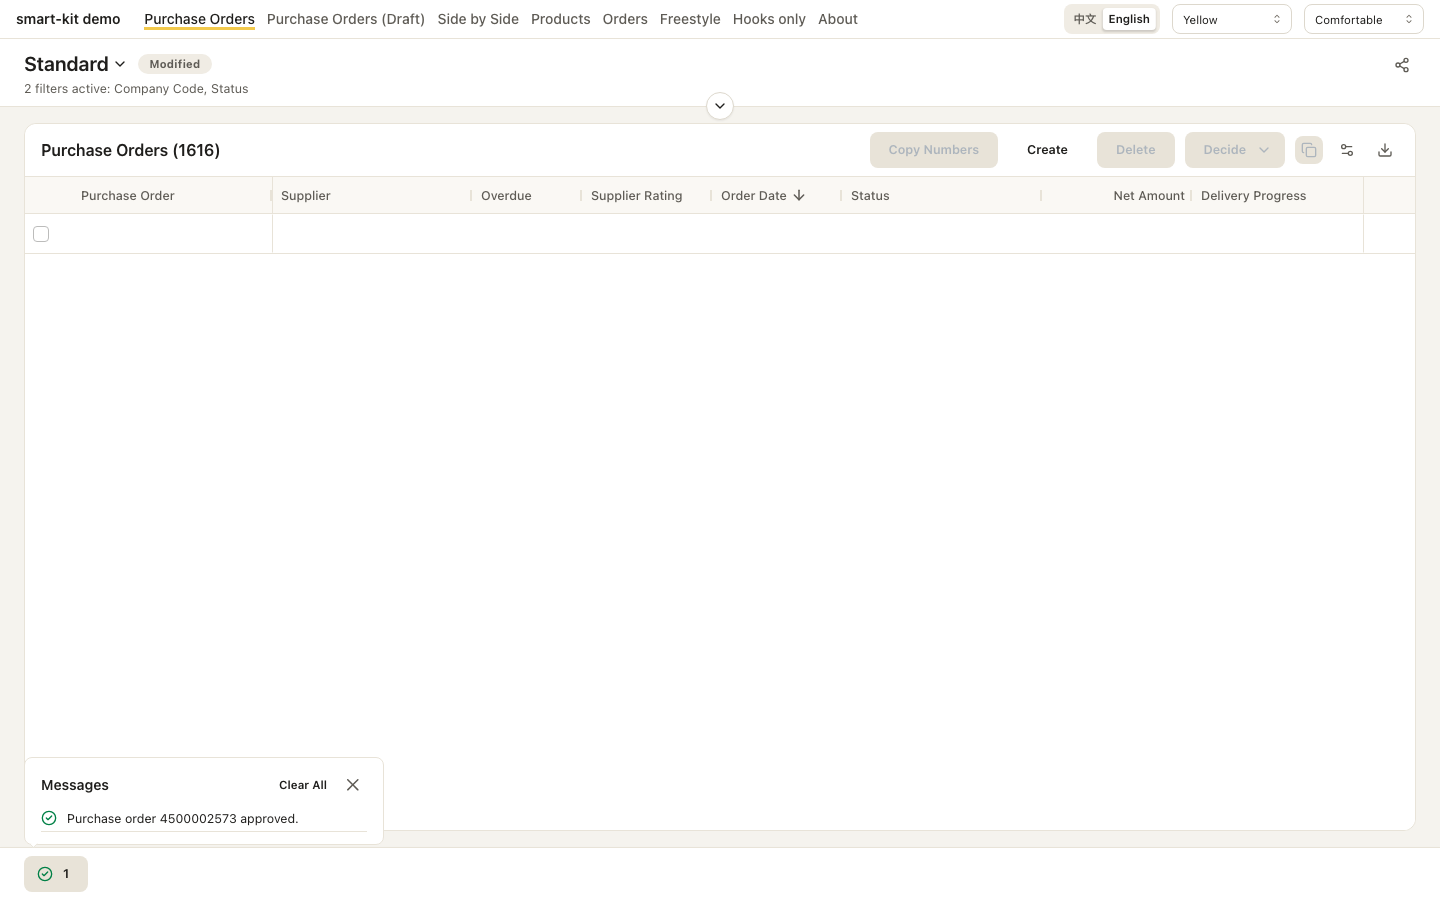 smart-kit demo
Purchase Orders
Purchase Orders (Draft)
Side by Side
Products
Orders
Freestyle
Hooks only
About
中文
English
Yellow
Comfortable
Standard
Modified
2 filters active: Company Code, Status
Purchase Orders (1616)
Copy Numbers
Create
Delete
Decide
Purchase Order
Supplier
Overdue
Supplier Rating
Order Date
Status
Net Amount
Delivery Progress
Messages
Clear All
Purchase order 4500002573 approved.
1